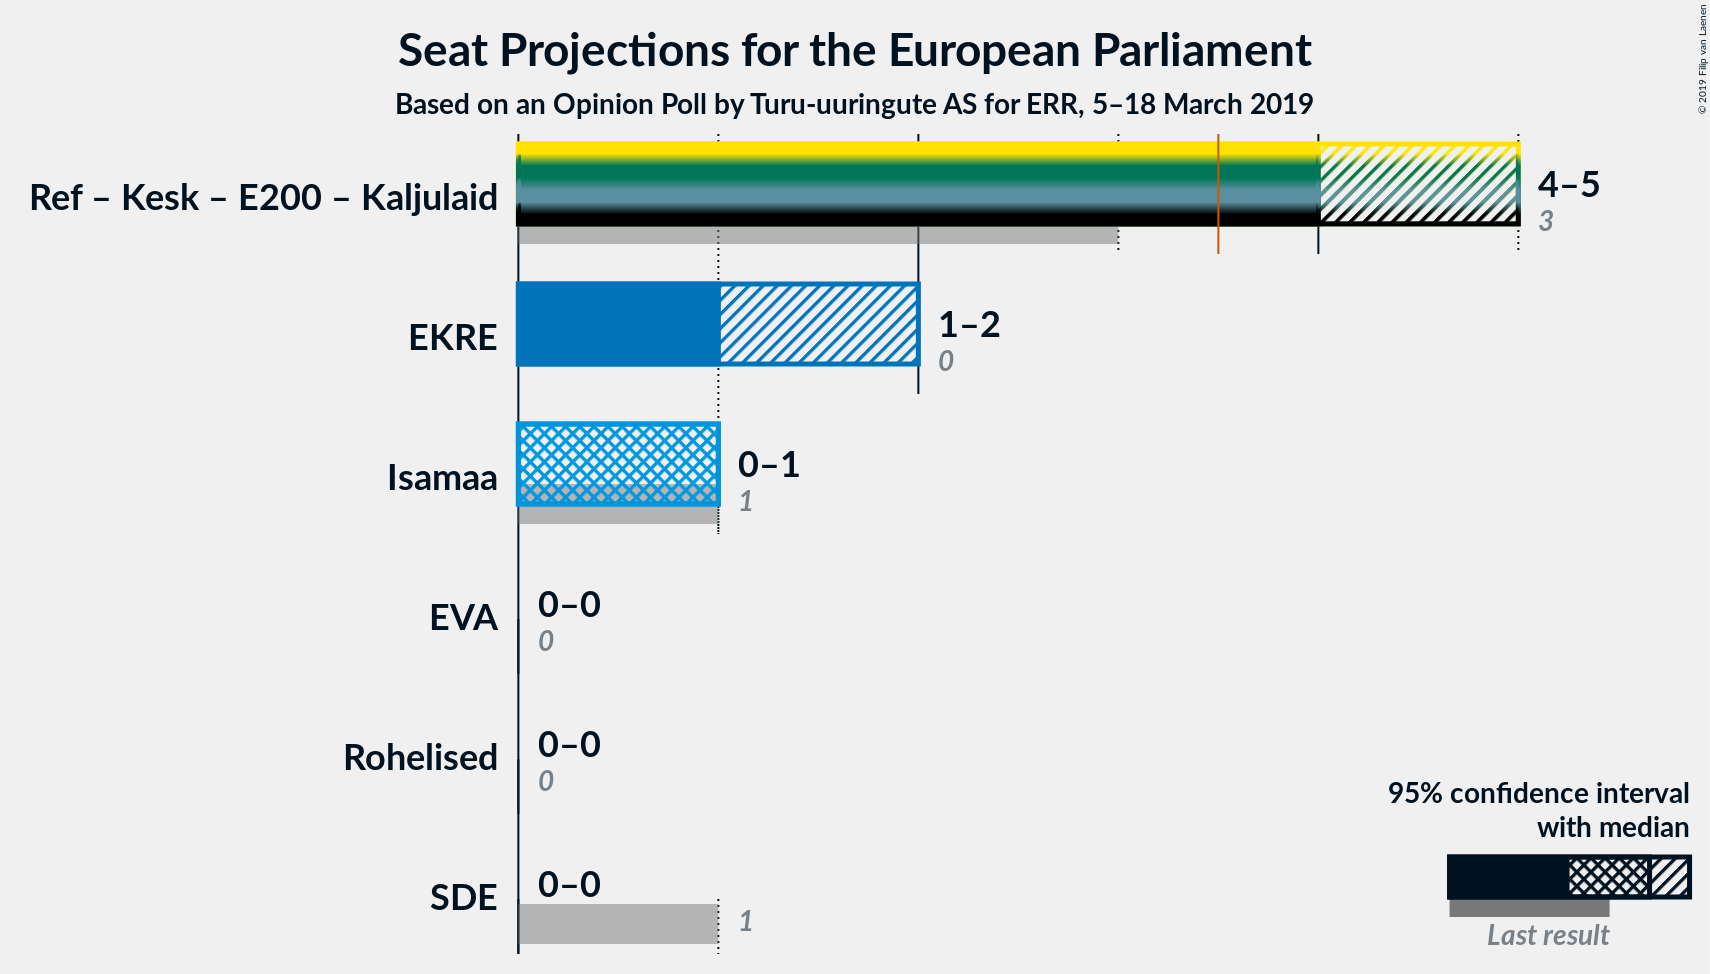 Seat Projections for the European Parliament
Based on an Opinion Poll by Turu-uuringute AS for ERR, 5–18 March 2019
© 2019 Filip van Laenen
Ref – Kesk – E200 – Kaljulaid
4–5
3
EKRE
1–2
0
Isamaa
0–1
1
EVA
0–0
0
Rohelised
0–0
0
SDE
0–0
1
95% confidence interval
with median
Last result